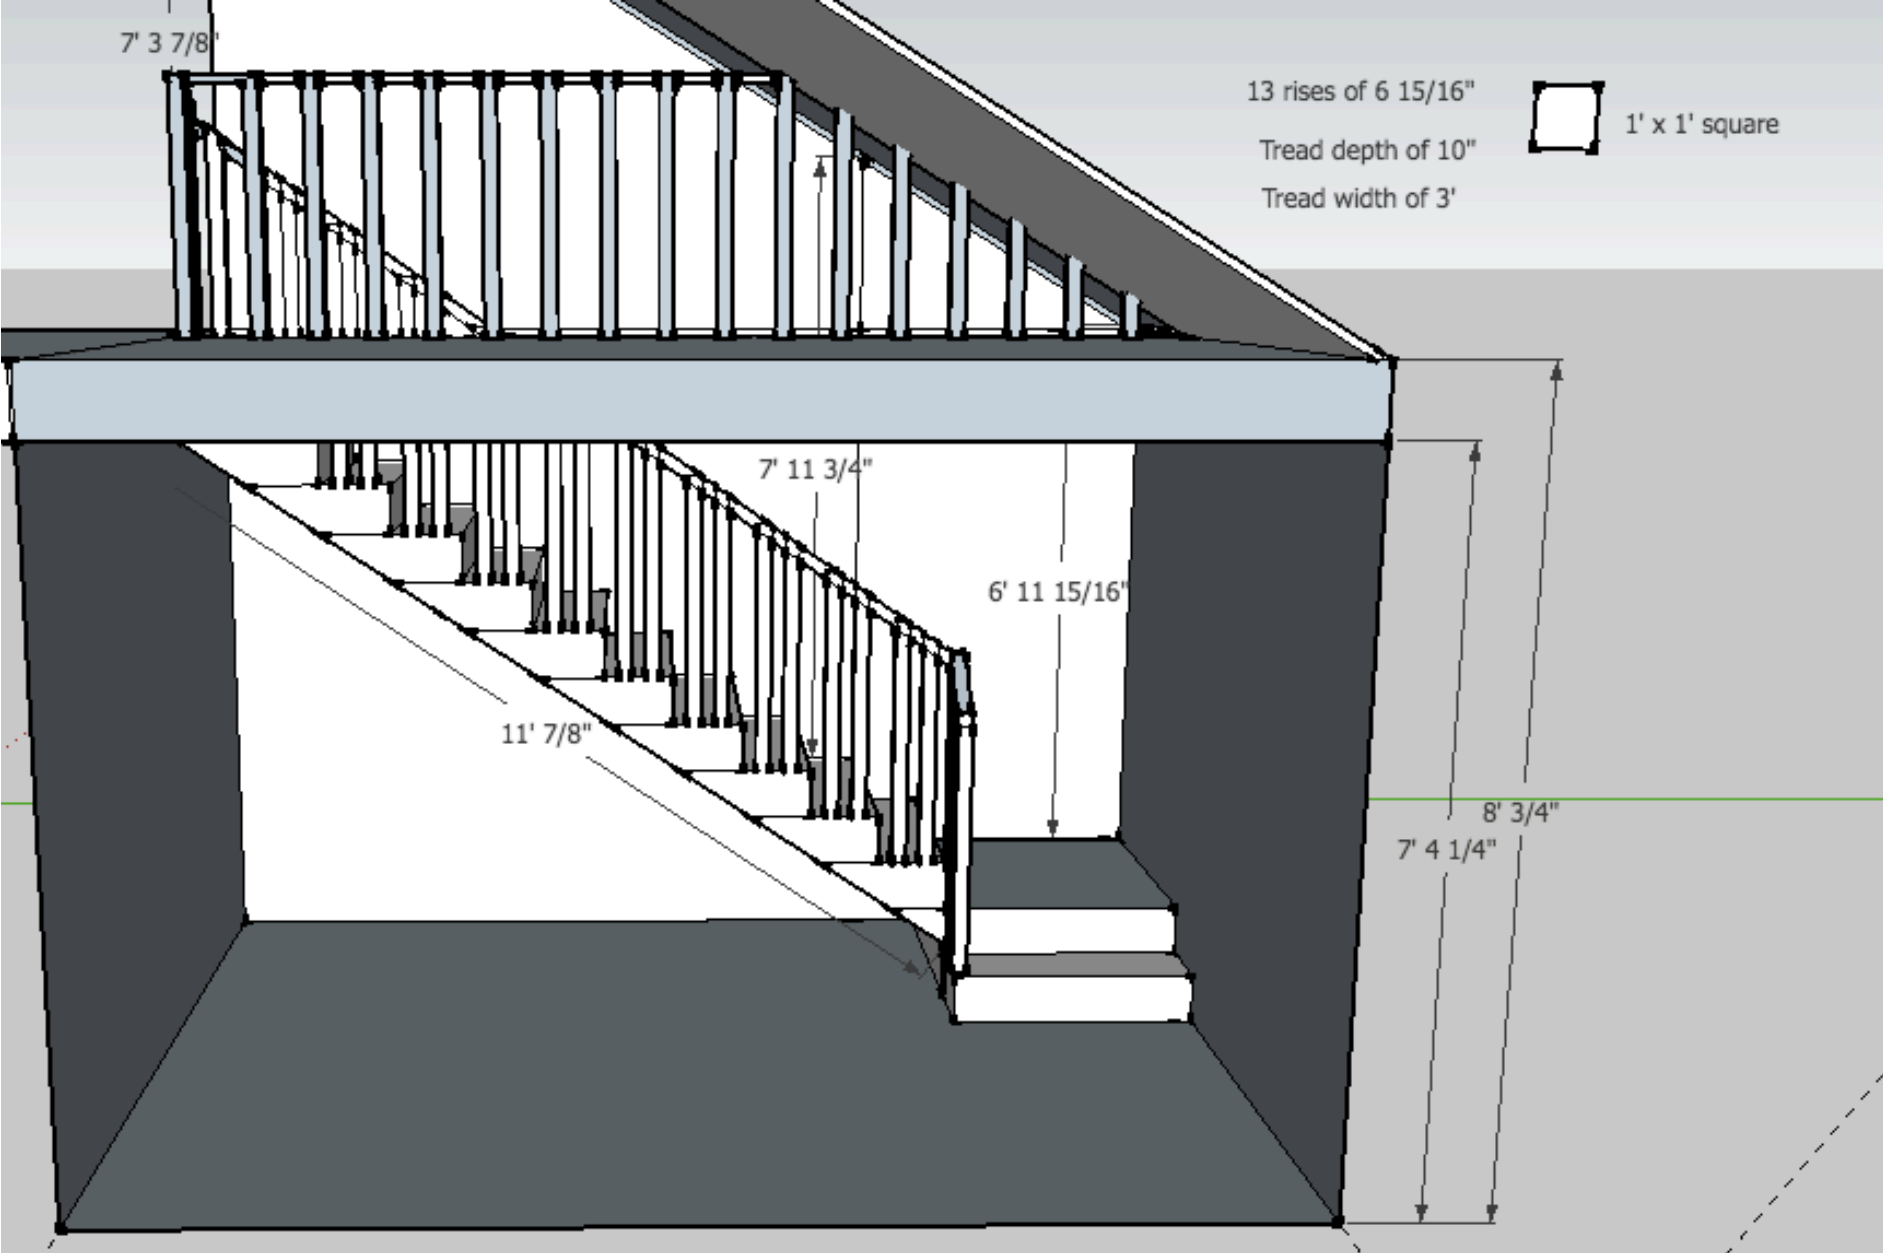 7' 3 7/8"
13 rises of 6 15/16"
1' x 1' square
Tread depth of 10"
Tread width of 3'
7' 11 3/4"
6' 11 15/16"
11' 7/8"
8' 3/4"
7' 4 1/4"